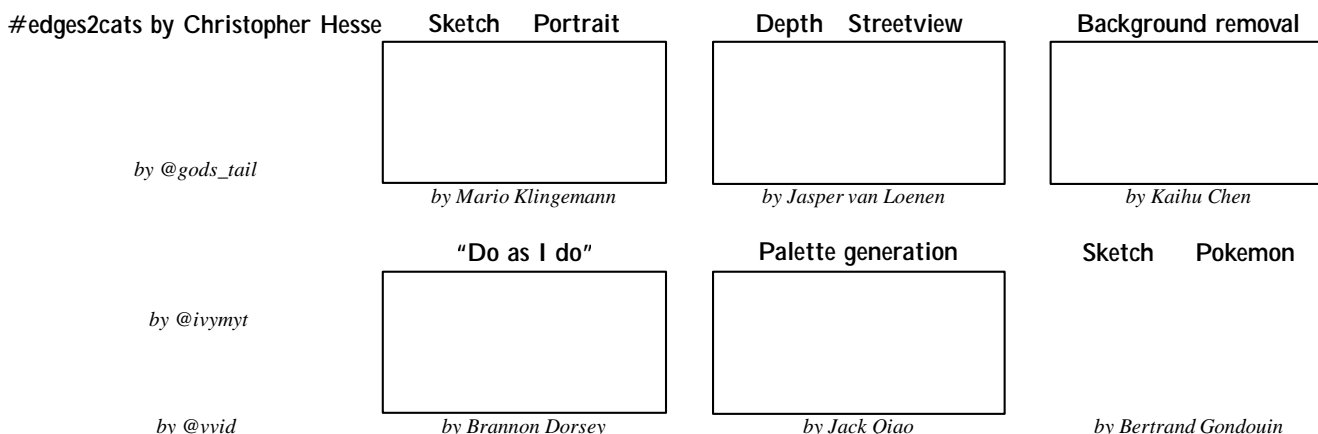 #edges2cats by Christopher Hesse
Sketch Portrait
Depth Streetview
Background removal
by @gods_tail
by Mario Klingemann
by Jasper van Loenen
by Kaihu Chen
“Do as I do”
Palette generation
Sketch Pokemon
by @ivymyt
by @vvid
by Brannon Dorsey
by Jack Qiao
by Bertrand Gondouin